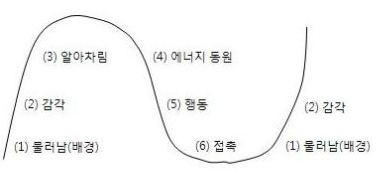 (3) 알아차림
(4) 에너지 동원
(2) 감각
(5) 행동
(2) 감각
(1) 물러남(배경)
(6) 접촉
(1) 물러남(배경)